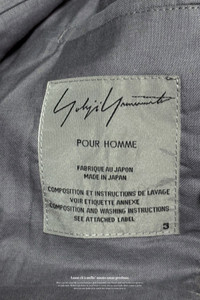 Yohji Yamamoto
POUR HOMME
FABRIQUE AU JAPON
MADE IN JAPAN
COMPOSITION ET INSTRUCTIONS DE LAVAGE
VOIR ETIQUETTE ANNEXE
COMPOSITION AND WASHING INSTRUCTIONS
SEE ATTACHED LABEL
3